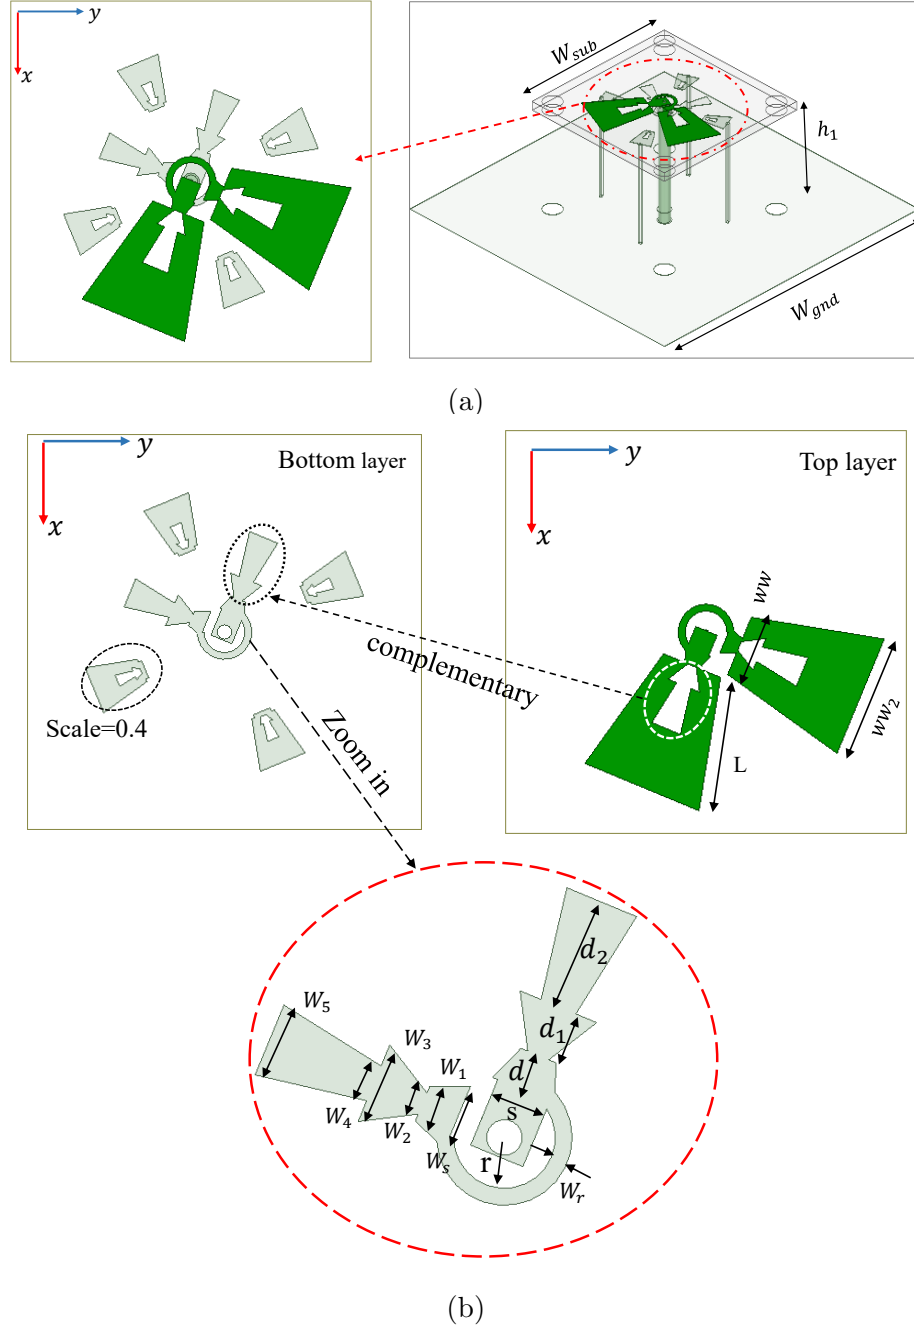 y
x
W_sub
h_1
W_gnd
(a)
y
Bottom layer
x
Scale=0.4
complementary
Zoom in
y
Top layer
x
ww
ww_2
L
d_2
W_5
W_3
d_1
W_1
d
W_4
W_2
s
W_s
r
W_r
(b)